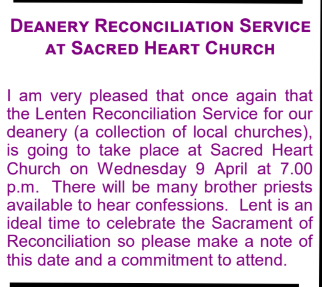 DEANERY RECONCILIATION SERVICE
AT SACRED HEART CHURCH
I am very pleased that once again that
the Lenten Reconciliation Service for our
deanery (a collection of local churches),
is going to take place at Sacred Heart
Church on Wednesday 9 April at 7.00
p.m.  There will be many brother priests
available to hear confessions.  Lent is an
ideal time to celebrate the Sacrament of
Reconciliation so please make a note of
this date and a commitment to attend.